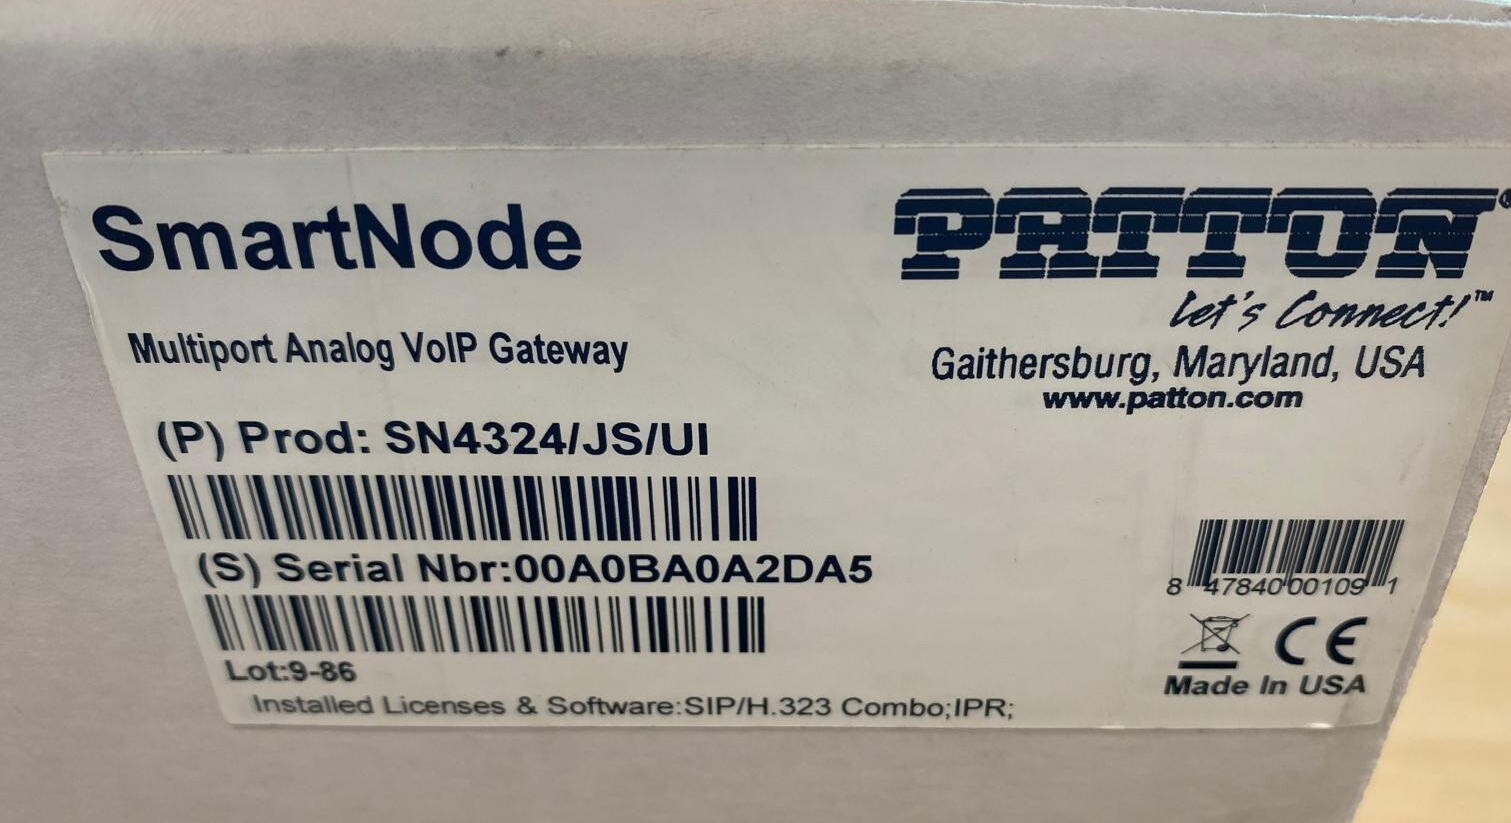 SmartNode
PATTON®
Let's Connect!™
Multiport Analog VoIP Gateway
Gaithersburg, Maryland, USA
www.patton.com
(P) Prod: SN4324/JS/UI
(S) Serial Nbr:00A0BA0A2DA5
8 47840 00109 1
CE
Lot:9-86
Made In USA
Installed Licenses & Software:SIP/H.323 Combo;IPR;